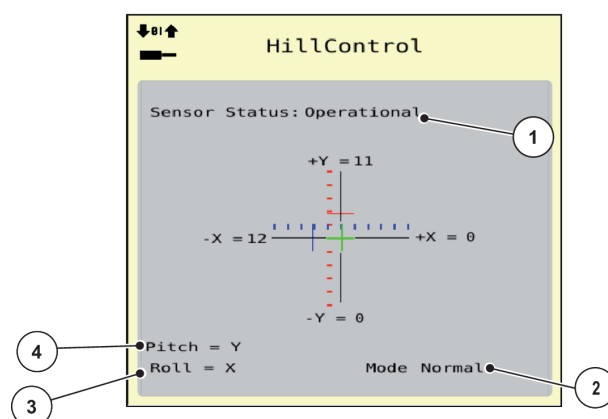 HillControl
Sensor Status: Operational
1
+Y = 11
-X = 12
+X = 0
-Y = 0
4
Pitch = Y
Roll = X
Mode Normal
2
3